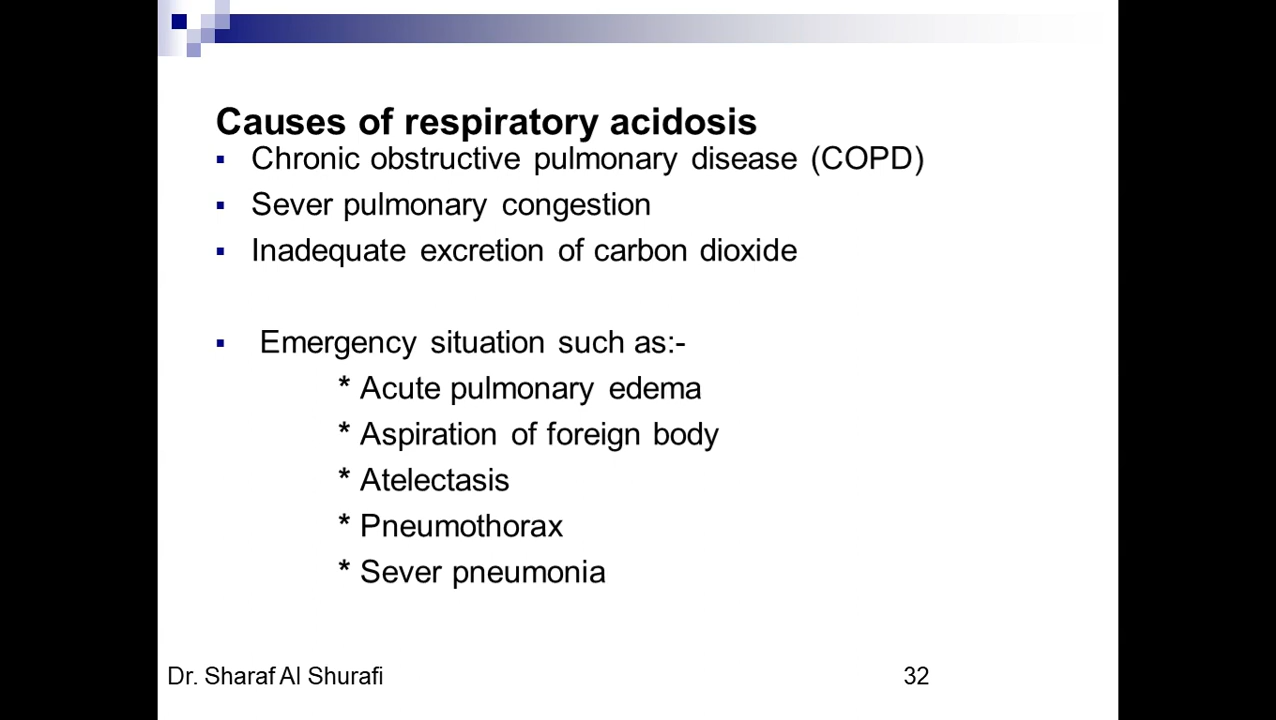 Causes of respiratory acidosis
▪ Chronic obstructive pulmonary disease (COPD)
▪ Sever pulmonary congestion
▪ Inadequate excretion of carbon dioxide
▪ Emergency situation such as:-
* Acute pulmonary edema
* Aspiration of foreign body
* Atelectasis
* Pneumothorax
* Sever pneumonia
Dr. Sharaf Al Shurafi
32